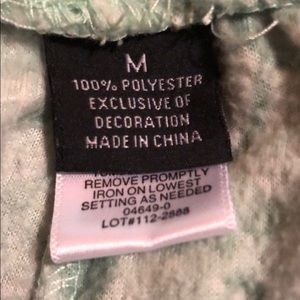 M
100% POLYESTER
EXCLUSIVE OF
DECORATION
MADE IN CHINA
REMOVE PROMPTLY
IRON ON LOWEST
SETTING AS NEEDED
04649-0
LOT#112-2888